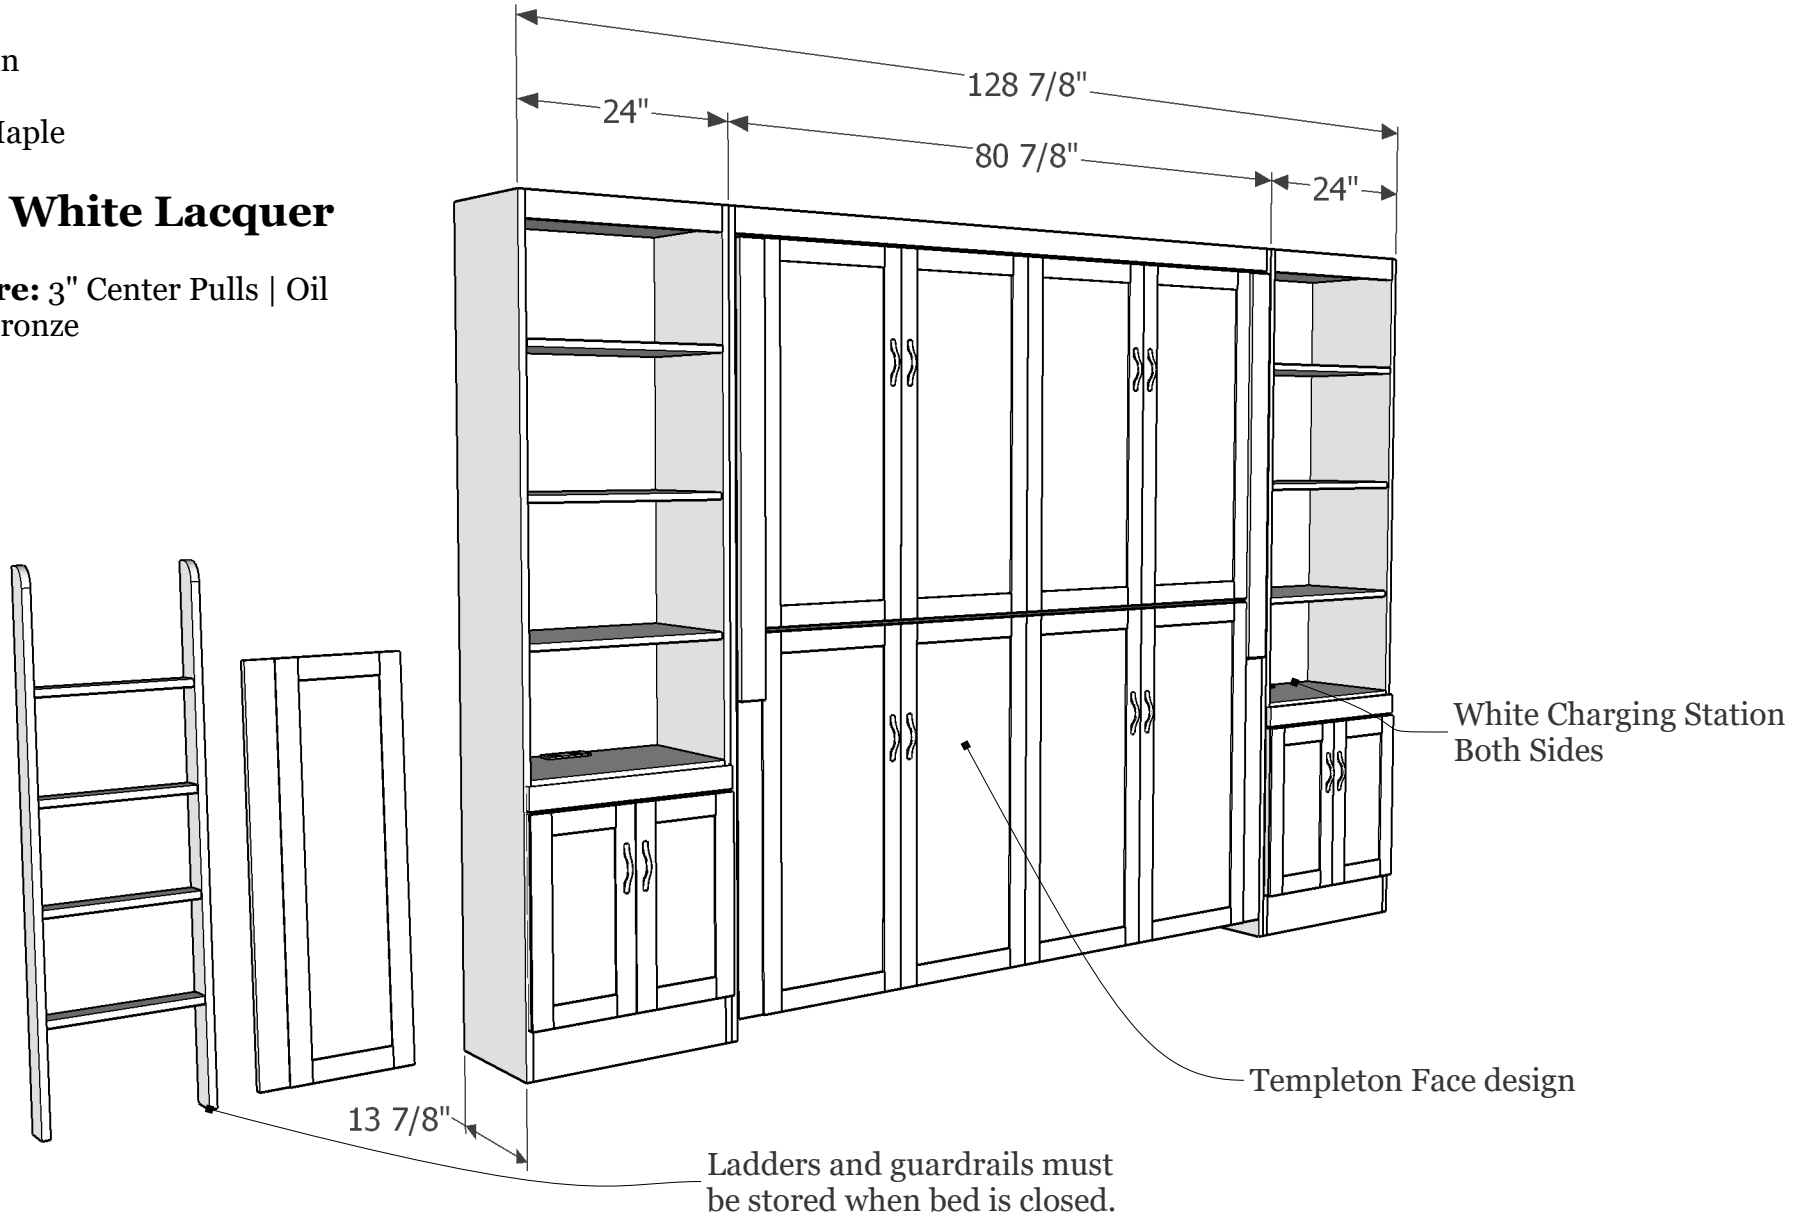 n
Maple
White Lacquer
re: 3" Center Pulls | Oil
ronze
128 7/8"
24"
80 7/8"
24"
White Charging Station
Both Sides
Templeton Face design
13 7/8"
Ladders and guardrails must
be stored when bed is closed.